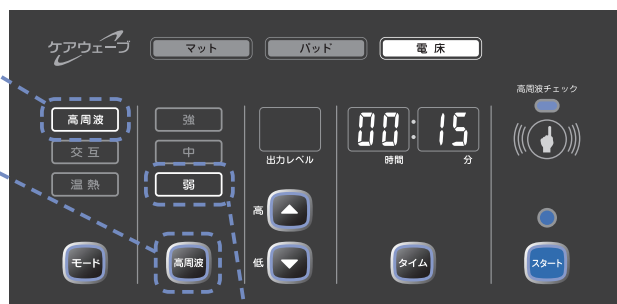 ケアウェーブ
マット
パッド
電床
高周波
交互
温熱
モード
強
中
弱
高周波
出力レベル
高
低
00:15
時間
分
タイム
高周波チェック
スタート